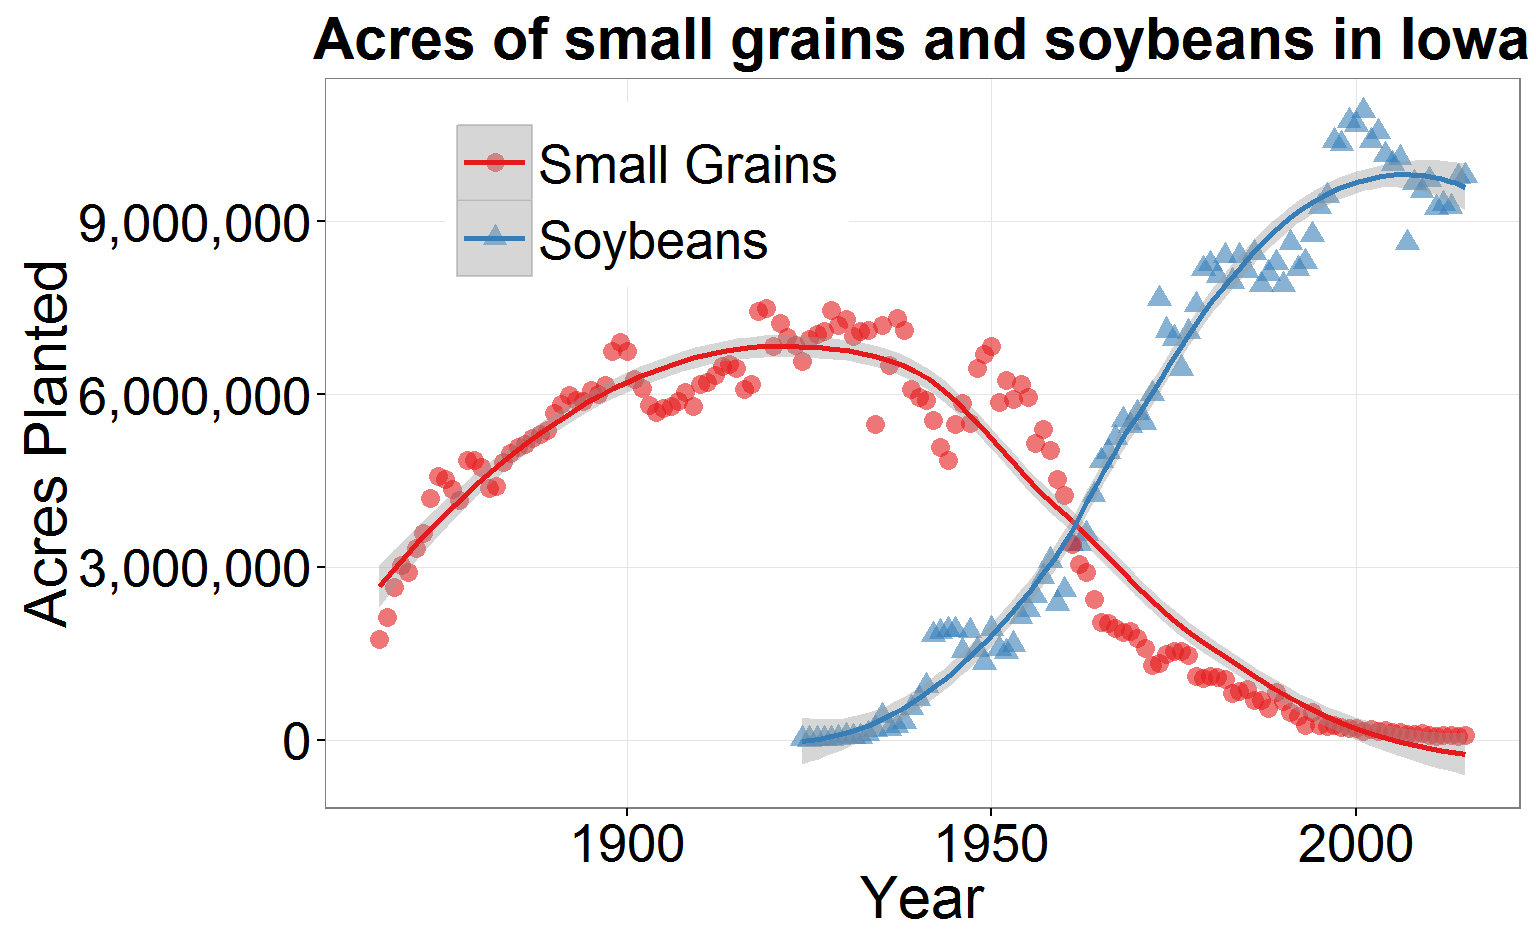 Acres of small grains and soybeans in Iowa
Small Grains
Soybeans
Acres Planted
9,000,000
6,000,000
3,000,000
0
1900 1950 2000
Year